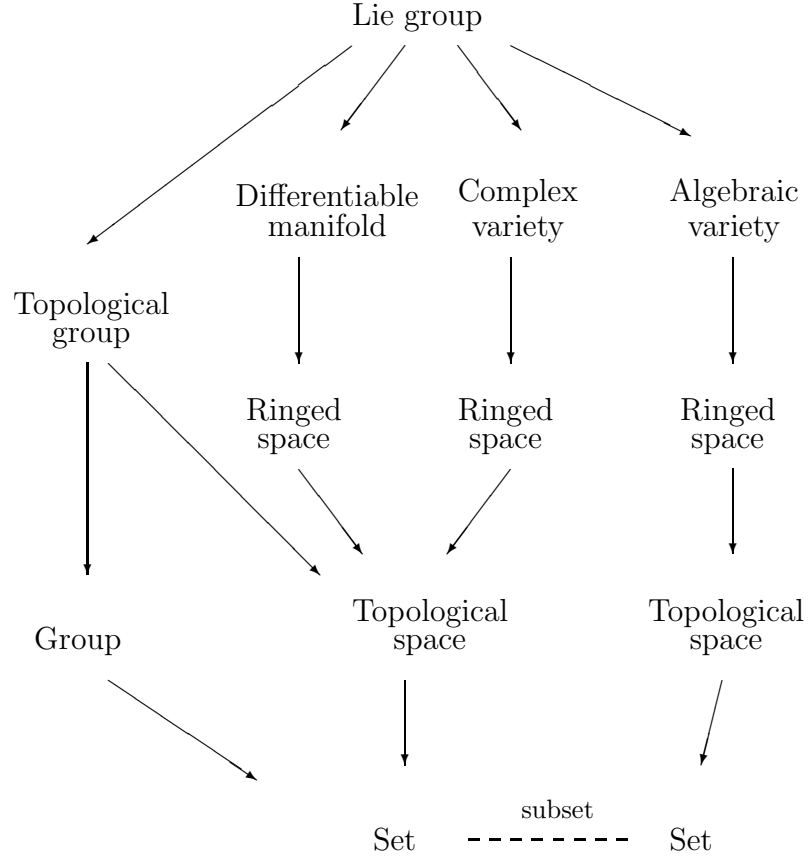 Lie group
Differentiable
manifold
Complex
variety
Algebraic
variety
Topological
group
Ringed
space
Ringed
space
Ringed
space
Group
Topological
space
Topological
space
subset
Set
Set